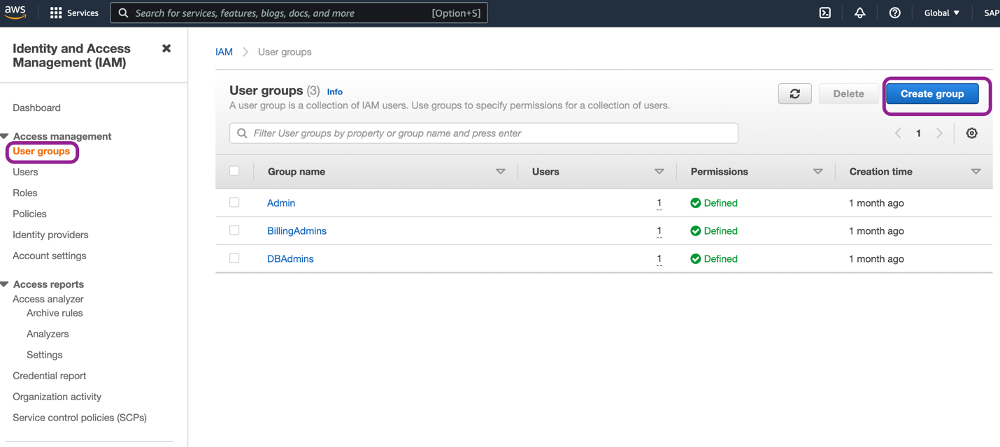 aws Services Search for services, features, blogs, docs, and more [Option+S] Global ▼ SAP
Identity and Access
Management (IAM)
Dashboard
Access management
User groups
Users
Roles
Policies
Identity providers
Account settings
Access reports
Access analyzer
Archive rules
Analyzers
Settings
Credential report
Organization activity
Service control policies (SCPs)
IAM > User groups
User groups (3) Info
A user group is a collection of IAM users. Use groups to specify permissions for a collection of users.
Delete Create group
Filter User groups by property or group name and press enter
1
Group name Users Permissions Creation time
Admin 1 Defined 1 month ago
BillingAdmins 1 Defined 1 month ago
DBAdmins 1 Defined 1 month ago